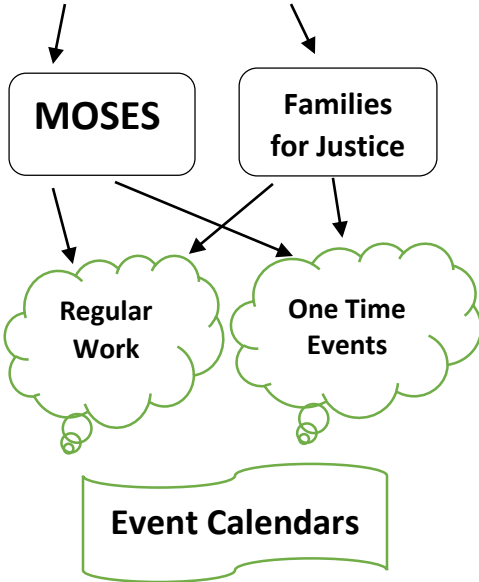 MOSES
Families
for Justice
Regular
Work
One Time
Events
Event Calendars